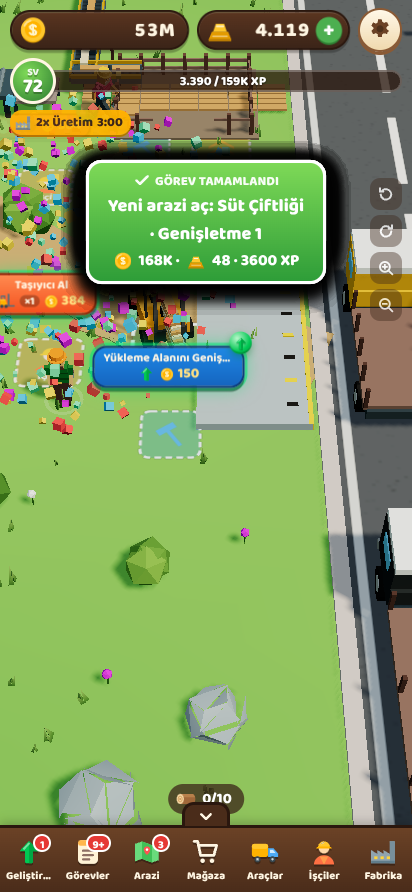 53M
4.119
SV
72
3.390 / 159K XP
2x Üretim 3:00
GÖREV TAMAMLANDI
Yeni arazi aç: Süt Çiftliği
· Genişletme 1
168K · 48 · 3600 XP
Taşıyıcı Al
x1 384
Yükleme Alanını Geniş...
150
0/10
1
9+
3
Geliştir...
Görevler
Arazi
Mağaza
Araçlar
İşçiler
Fabrika